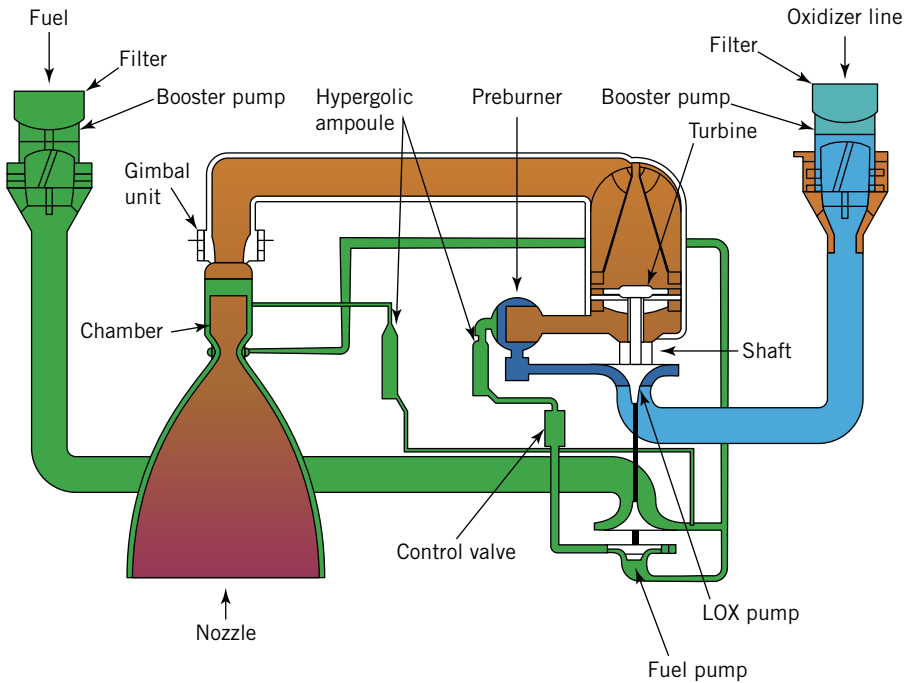 Fuel
Oxidizer line
Filter
Filter
Booster pump
Hypergolic
ampoule
Preburner
Booster pump
Turbine
Gimbal
unit
Chamber
Shaft
Control valve
LOX pump
Nozzle
Fuel pump